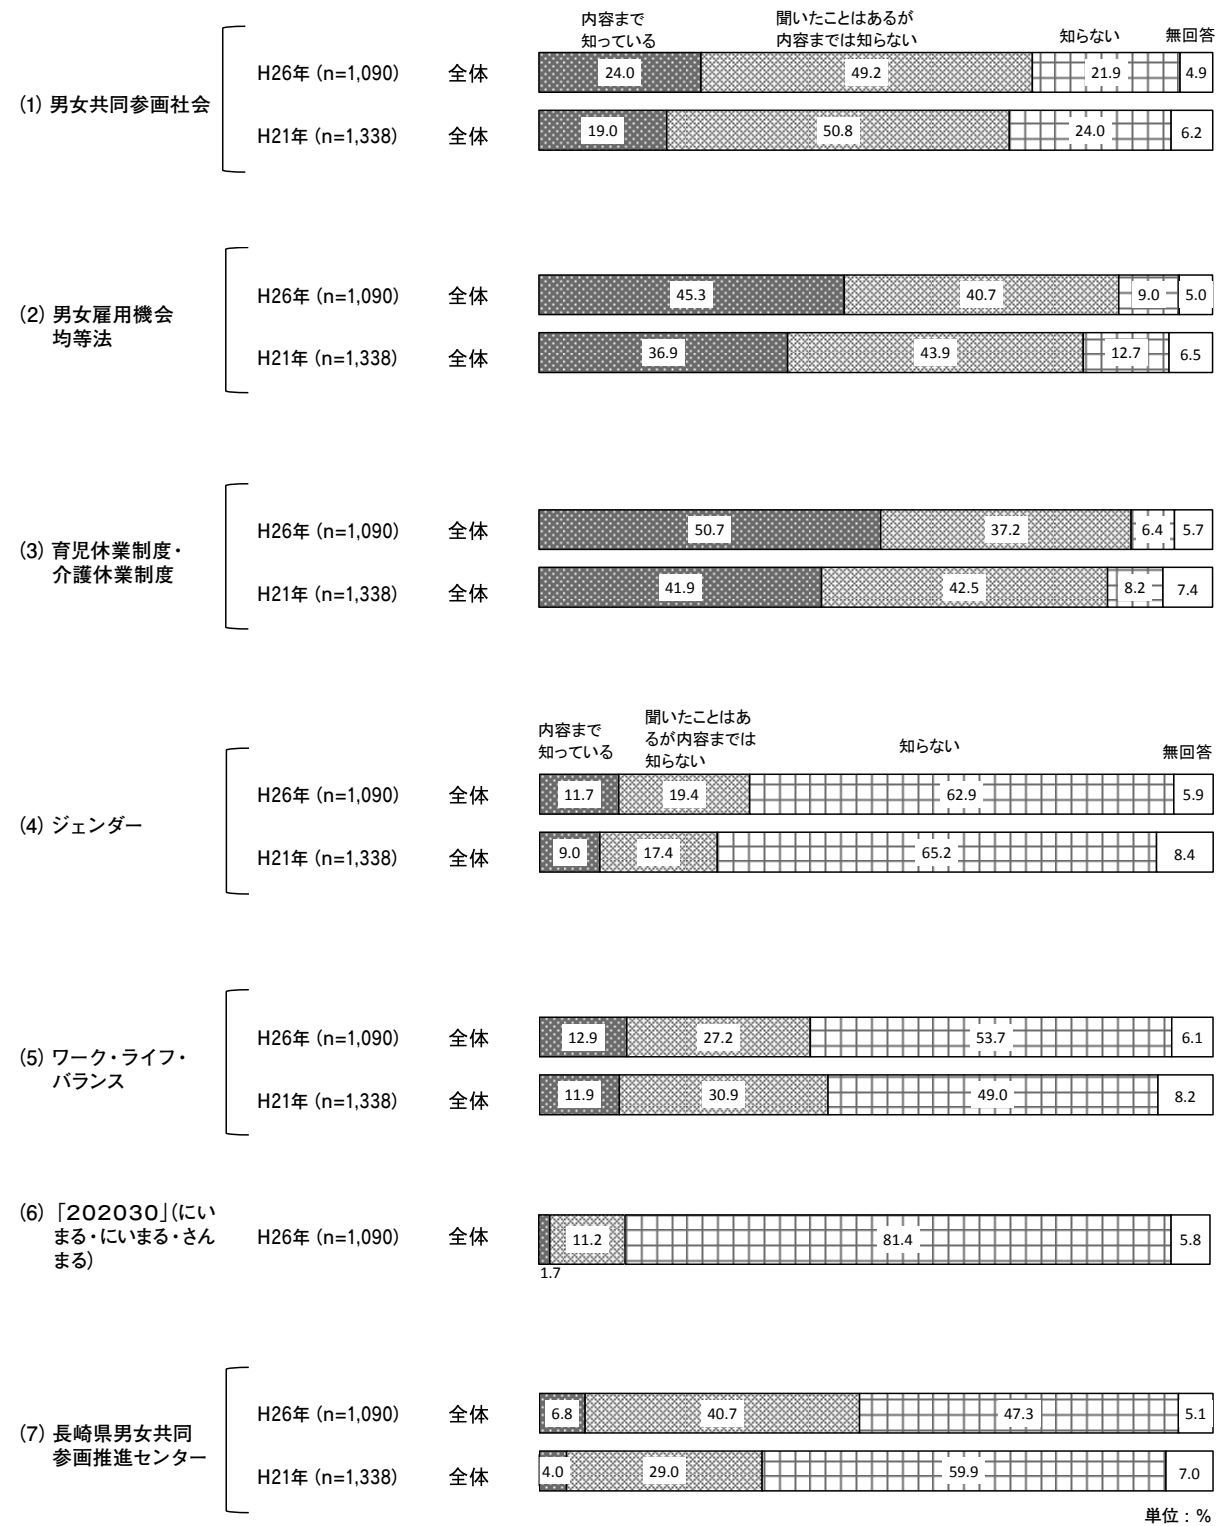 内容まで
知っている
聞いたことはあるが
内容までは知らない
知らない
無回答
(1) 男女共同参画社会
H26年 (n=1,090) 全体 24.0 49.2 21.9 4.9
H21年 (n=1,338) 全体 19.0 50.8 24.0 6.2
(2) 男女雇用機会
均等法
H26年 (n=1,090) 全体 45.3 40.7 9.0 5.0
H21年 (n=1,338) 全体 36.9 43.9 12.7 6.5
(3) 育児休業制度・
介護休業制度
H26年 (n=1,090) 全体 50.7 37.2 6.4 5.7
H21年 (n=1,338) 全体 41.9 42.5 8.2 7.4
内容まで
知っている
聞いたことはあ
るが内容までは
知らない
知らない
無回答
(4) ジェンダー
H26年 (n=1,090) 全体 11.7 19.4 62.9 5.9
H21年 (n=1,338) 全体 9.0 17.4 65.2 8.4
(5) ワーク・ライフ・
バランス
H26年 (n=1,090) 全体 12.9 27.2 53.7 6.1
H21年 (n=1,338) 全体 11.9 30.9 49.0 8.2
(6) 「202030」(にい
まる・にいまる・さん
まる)
H26年 (n=1,090) 全体 11.2 81.4 5.8
1.7
(7) 長崎県男女共同
参画推進センター
H26年 (n=1,090) 全体 6.8 40.7 47.3 5.1
H21年 (n=1,338) 全体 4.0 29.0 59.9 7.0
単位：%